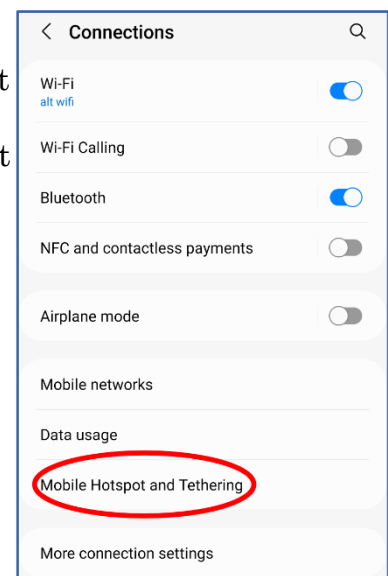 Connections
t
Wi-Fi
alt wifi
t
Wi-Fi Calling
Bluetooth
NFC and contactless payments
Airplane mode
Mobile networks
Data usage
Mobile Hotspot and Tethering
More connection settings